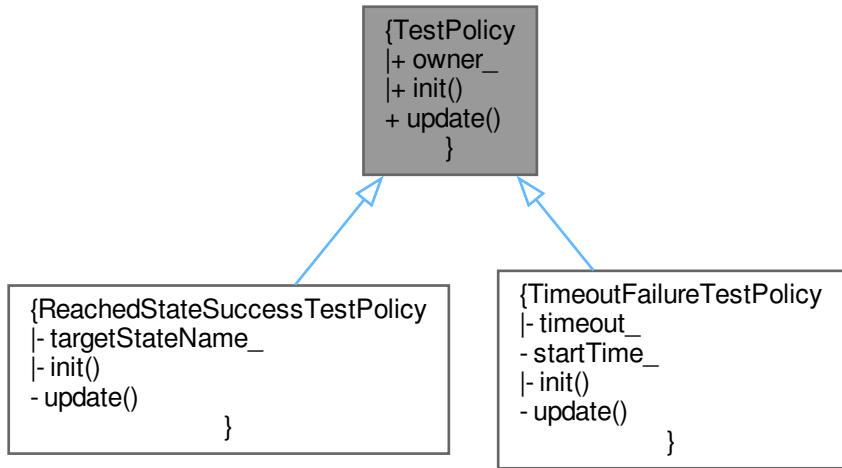 {TestPolicy
|+ owner_
|+ init()
+ update()
}
{ReachedStateSuccessTestPolicy
|- targetStateName_
|- init()
- update()
}
{TimeoutFailureTestPolicy
|- timeout_
- startTime_
|- init()
- update()
}